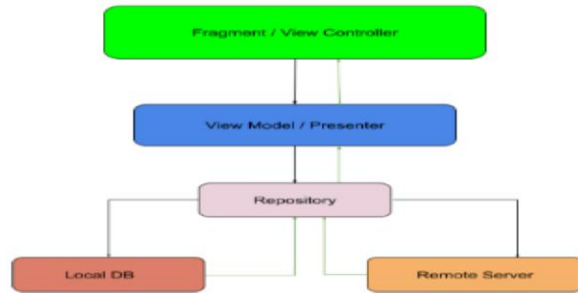 Fragment / View Controller
View Model / Presenter
Repository
Local DB
Remote Server